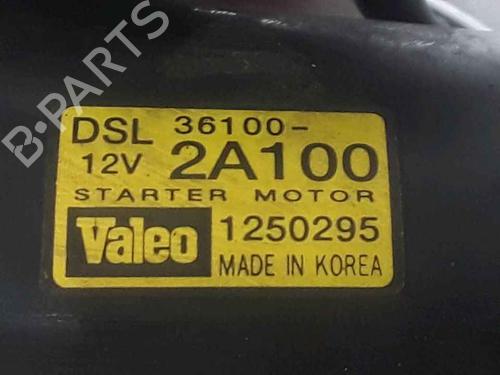 B-PARTS
DSL 36100-
12V 2A100
STARTER MOTOR
Valeo 1250295
MADE IN KOREA